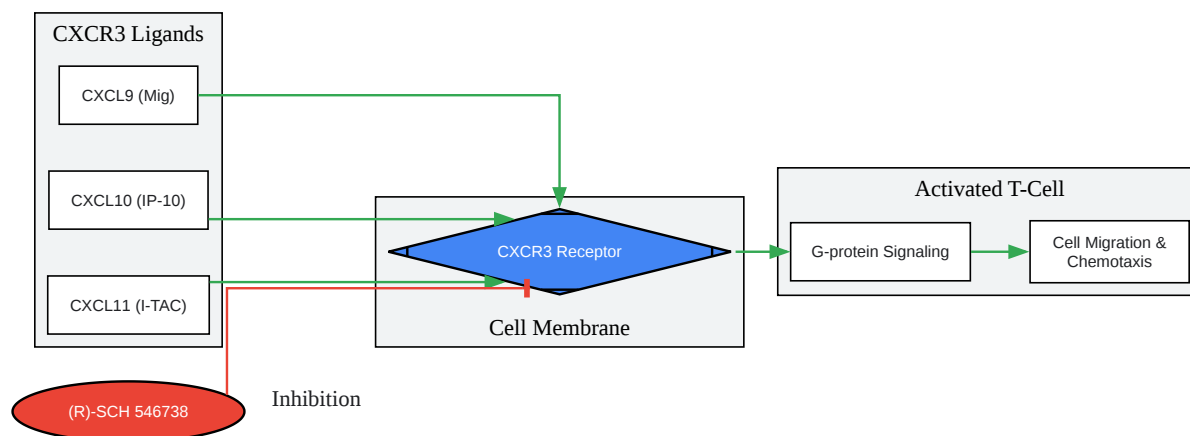 CXCR3 Ligands
CXCL9 (Mig)
CXCL10 (IP-10)
CXCL11 (I-TAC)
(R)-SCH 546738
Inhibition
CXCR3 Receptor
Cell Membrane
Activated T-Cell
G-protein Signaling
Cell Migration &
Chemotaxis